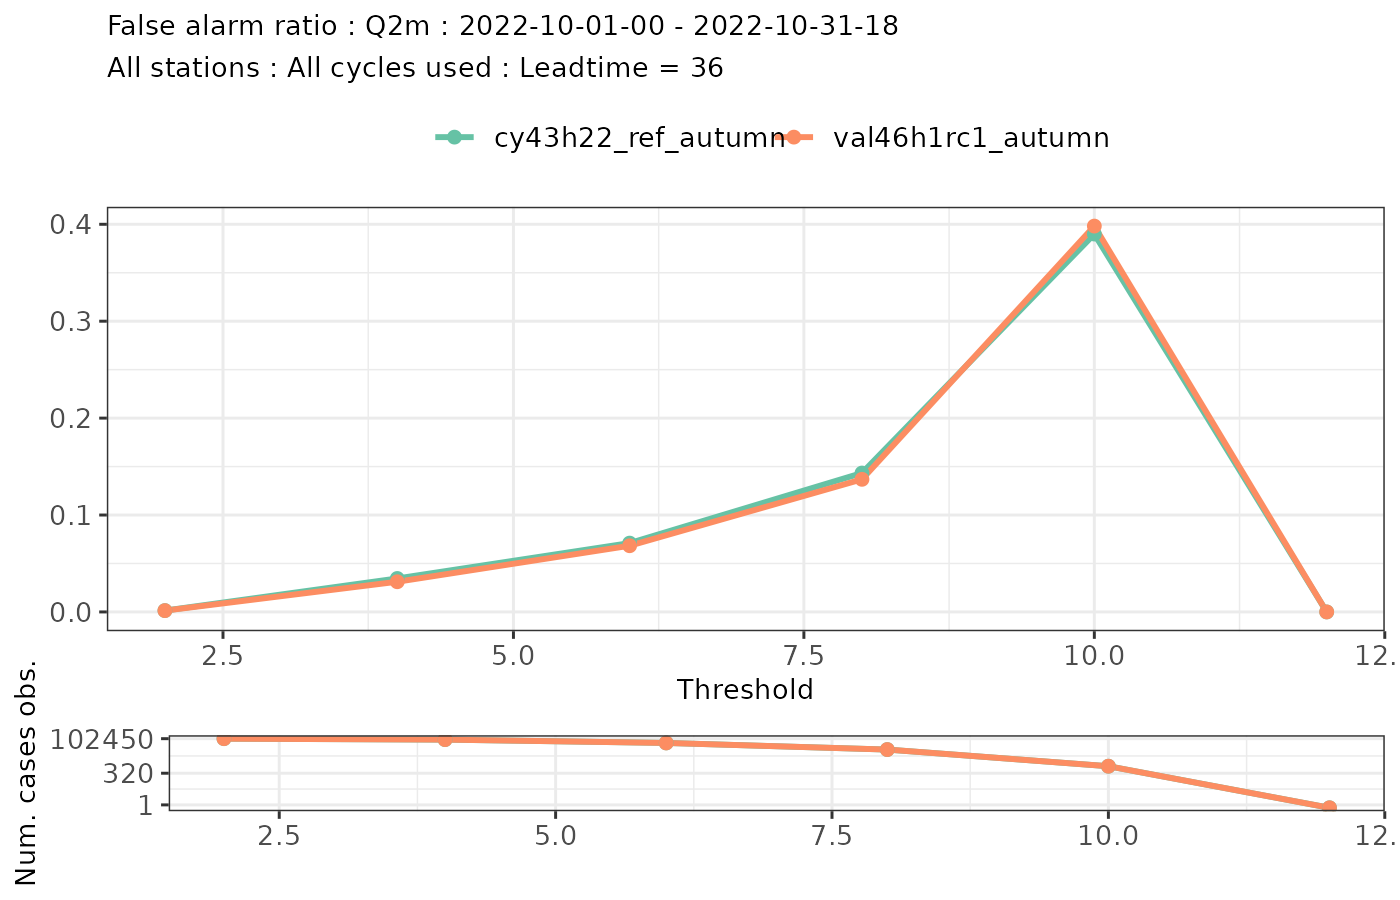 False alarm ratio : Q2m : 2022-10-01-00 - 2022-10-31-18
All stations : All cycles used : Leadtime = 36
cy43h22_ref_autumn val46h1rc1_autumn
0.4
0.3
0.2
0.1
0.0
2.5 5.0 7.5 10.0 12.
Threshold
Num. cases obs.
102450
320
1
2.5 5.0 7.5 10.0 12.